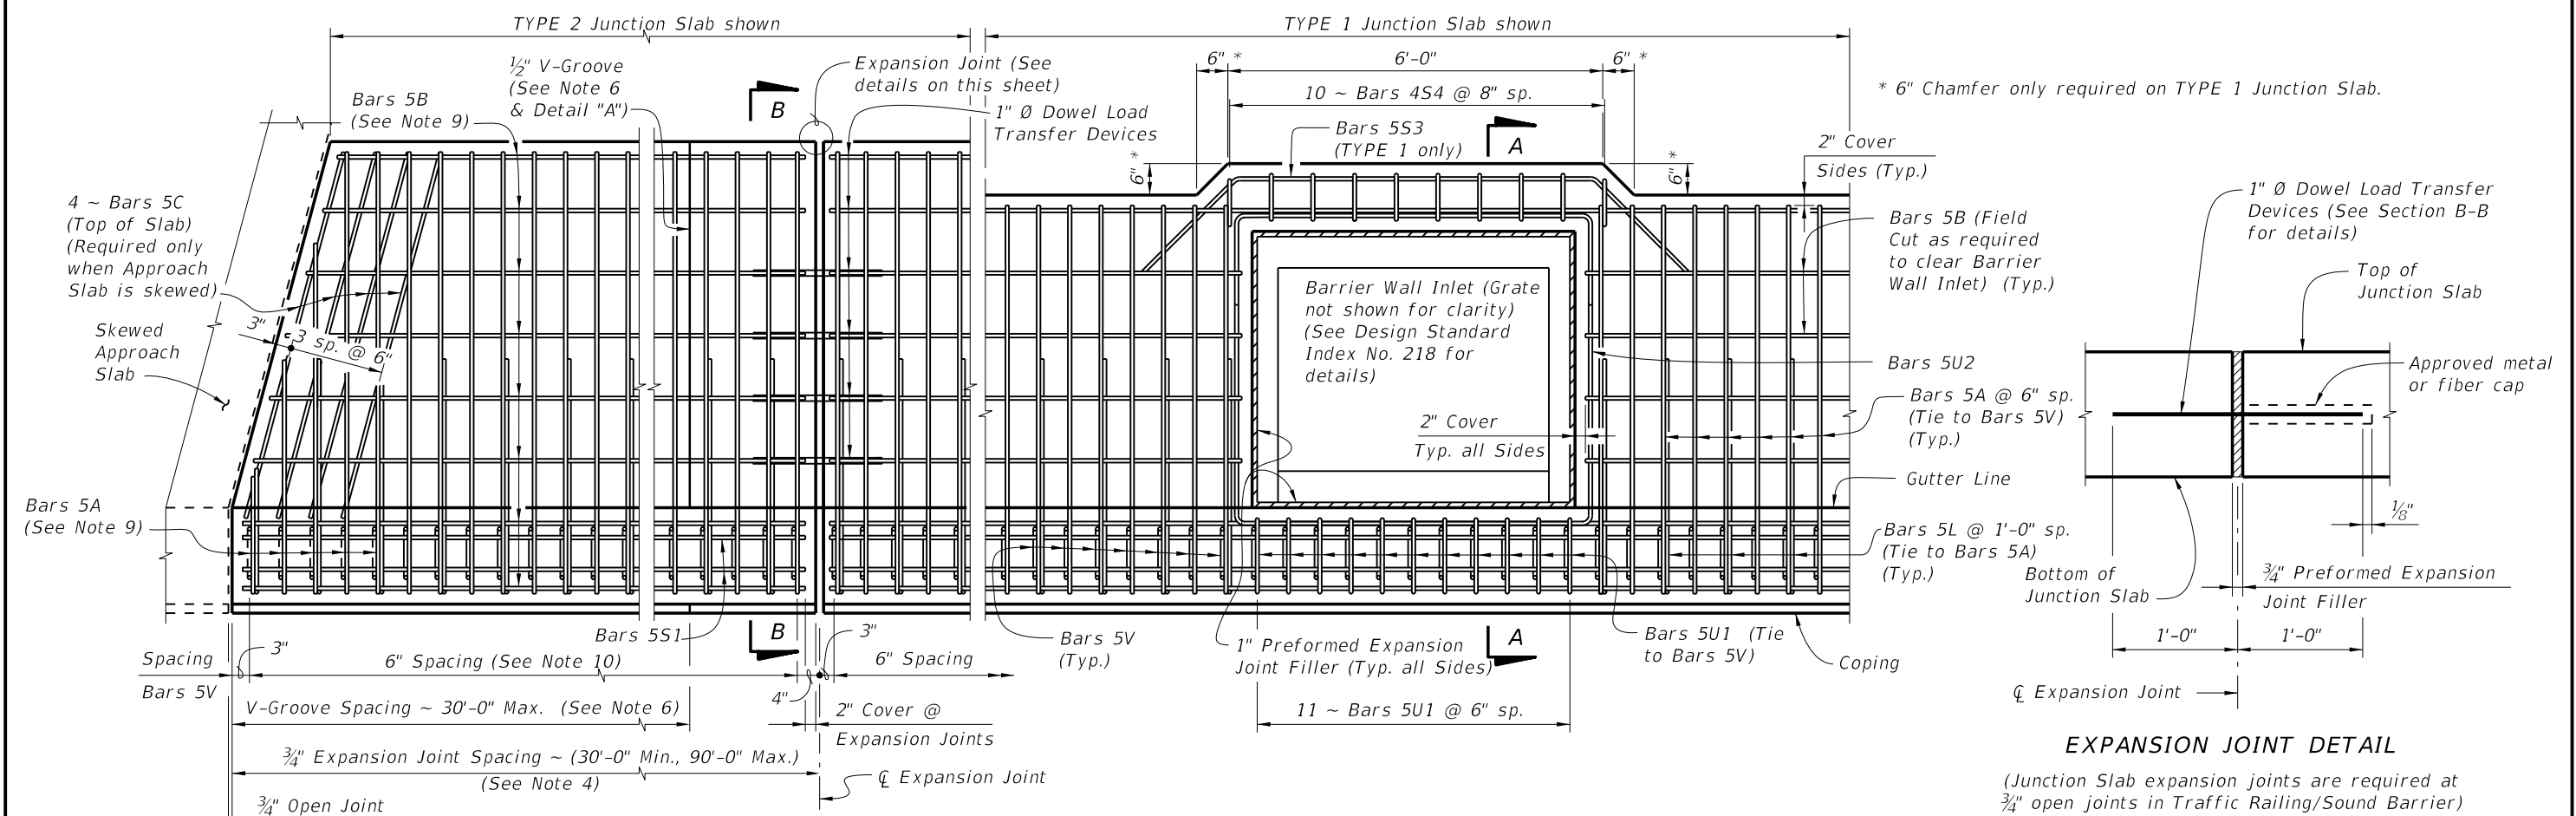 TYPE 2 Junction Slab shown
TYPE 1 Junction Slab shown
½" V-Groove
(See Note 6
& Detail "A")
Bars 5B
(See Note 9)
B
Expansion Joint (See
details on this sheet)
1" Ø Dowel Load
Transfer Devices
6" *
6'-0"
6" *
10 ~ Bars 4S4 @ 8" sp.
Bars 5S3
(TYPE 1 only)
A
6" *
6" *
* 6" Chamfer only required on TYPE 1 Junction Slab.
2" Cover
Sides (Typ.)
4 ~ Bars 5C
(Top of Slab)
(Required only
when Approach
Slab is skewed)
Skewed
Approach
Slab
3"
3 sp. @ 6"
Bars 5A
(See Note 9)
Barrier Wall Inlet (Grate
not shown for clarity)
(See Design Standard
Index No. 218 for
details)
2" Cover
Typ. all Sides
Bars 5B (Field
Cut as required
to clear Barrier
Wall Inlet) (Typ.)
Bars 5U2
Bars 5A @ 6" sp.
(Tie to Bars 5V)
(Typ.)
Gutter Line
Bars 5L @ 1'-0" sp.
(Tie to Bars 5A)
(Typ.)
1" Ø Dowel Load Transfer
Devices (See Section B-B
for details)
Top of
Junction Slab
Approved metal
or fiber cap
⅛"
Bottom of
Junction Slab
¾" Preformed Expansion
Joint Filler
1'-0"
1'-0"
℄ Expansion Joint
EXPANSION JOINT DETAIL
(Junction Slab expansion joints are required at
¾" open joints in Traffic Railing/Sound Barrier)
Bars 5S1
B
3"
Spacing
Bars 5V
3"
6" Spacing (See Note 10)
6" Spacing
4"
V-Groove Spacing ~ 30'-0" Max. (See Note 6)
2" Cover @
Expansion Joints
¾" Expansion Joint Spacing ~ (30'-0" Min., 90'-0" Max.)
(See Note 4)
℄ Expansion Joint
¾" Open Joint
Bars 5V
(Typ.)
1" Preformed Expansion
Joint Filler (Typ. all Sides)
A
Bars 5U1 (Tie
to Bars 5V)
Coping
11 ~ Bars 5U1 @ 6" sp.